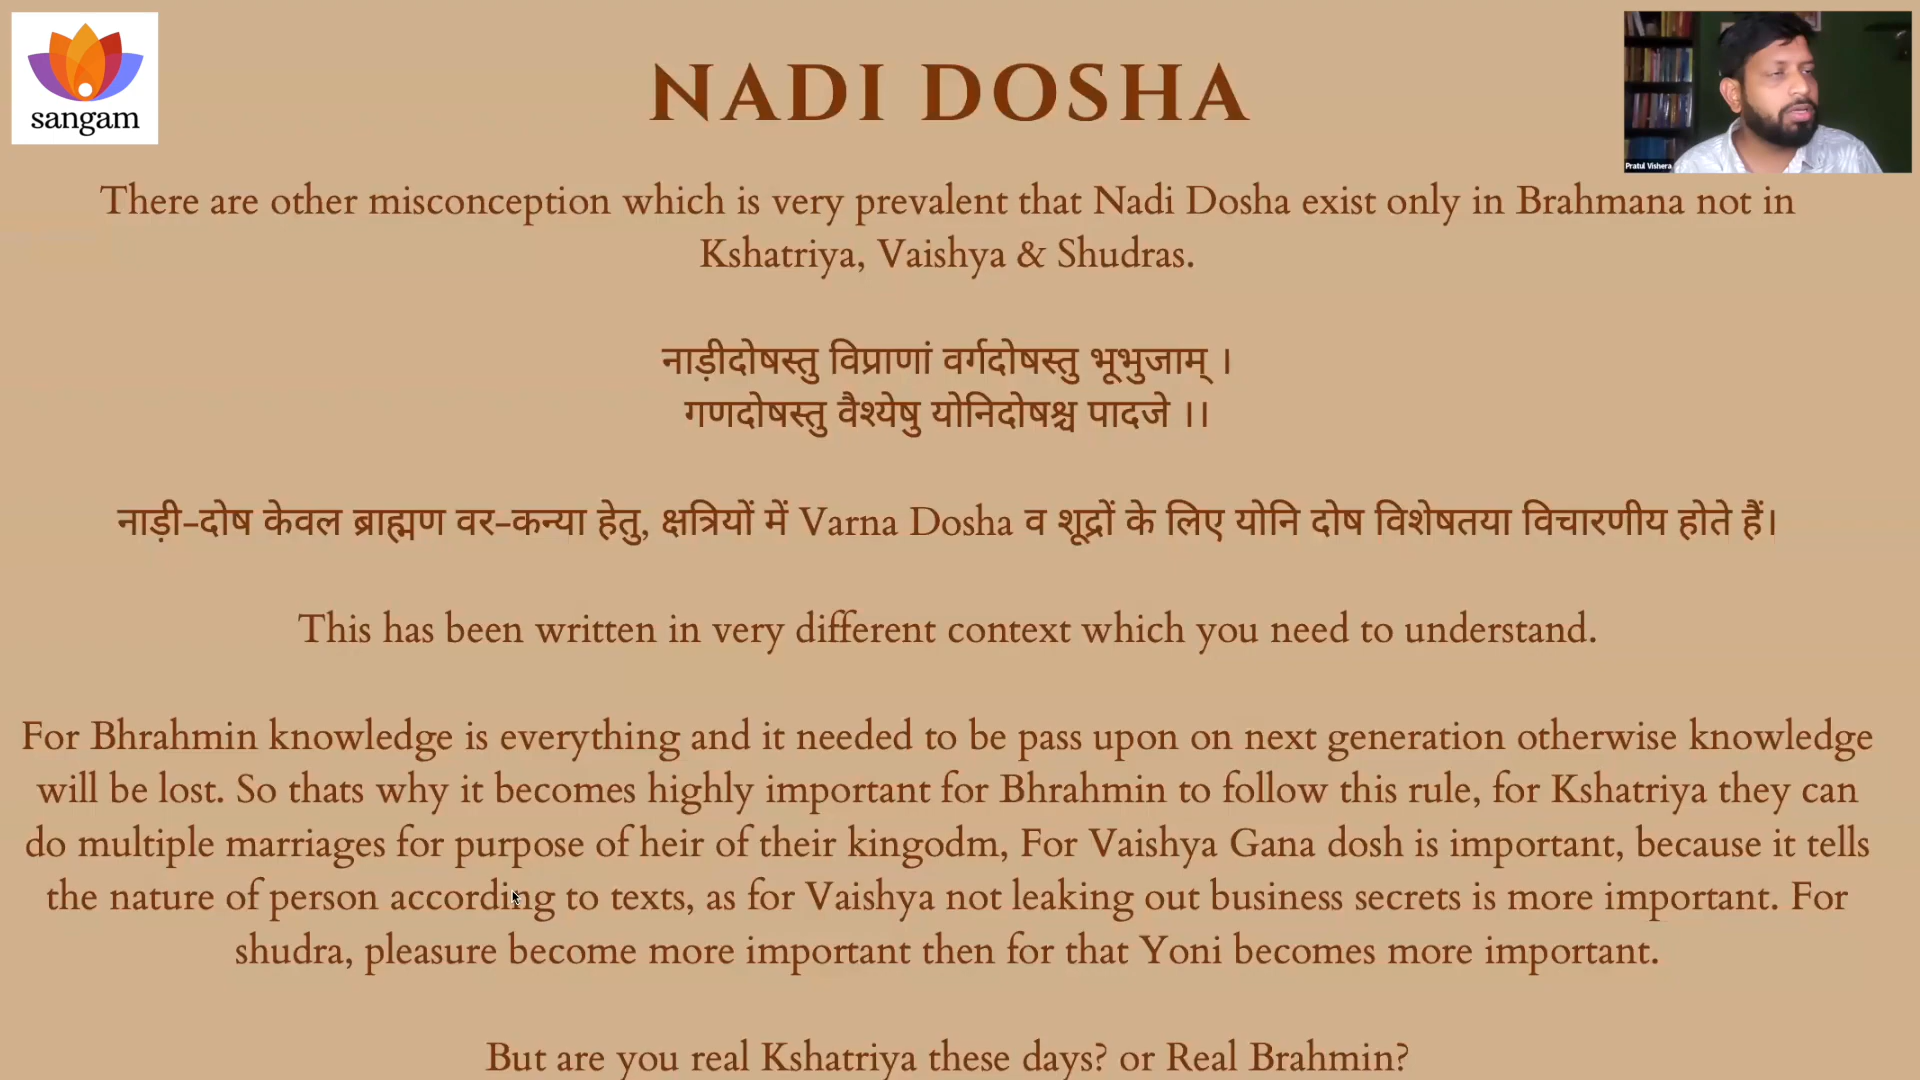 sangam
NADI DOSHA
Pratul Vishera
There are other misconception which is very prevalent that Nadi Dosha exist only in Brahmana not in
Kshatriya, Vaishya & Shudras.
नाड़ीदोषस्तु विप्राणां वर्गदोषस्तु भूभुजाम् ।
गणदोषस्तु वैश्येषु योनिदोषश्च पादजे ।।
नाड़ी-दोष केवल ब्राह्मण वर-कन्या हेतु, क्षत्रियों में Varna Dosha व शूद्रों के लिए योनि दोष विशेषतया विचारणीय होते हैं।
This has been written in very different context which you need to understand.
For Bhrahmin knowledge is everything and it needed to be pass upon on next generation otherwise knowledge
will be lost. So thats why it becomes highly important for Bhrahmin to follow this rule, for Kshatriya they can
do multiple marriages for purpose of heir of their kingodm, For Vaishya Gana dosh is important, because it tells
the nature of person according to texts, as for Vaishya not leaking out business secrets is more important. For
shudra, pleasure become more important then for that Yoni becomes more important.
But are you real Kshatriya these days? or Real Brahmin?